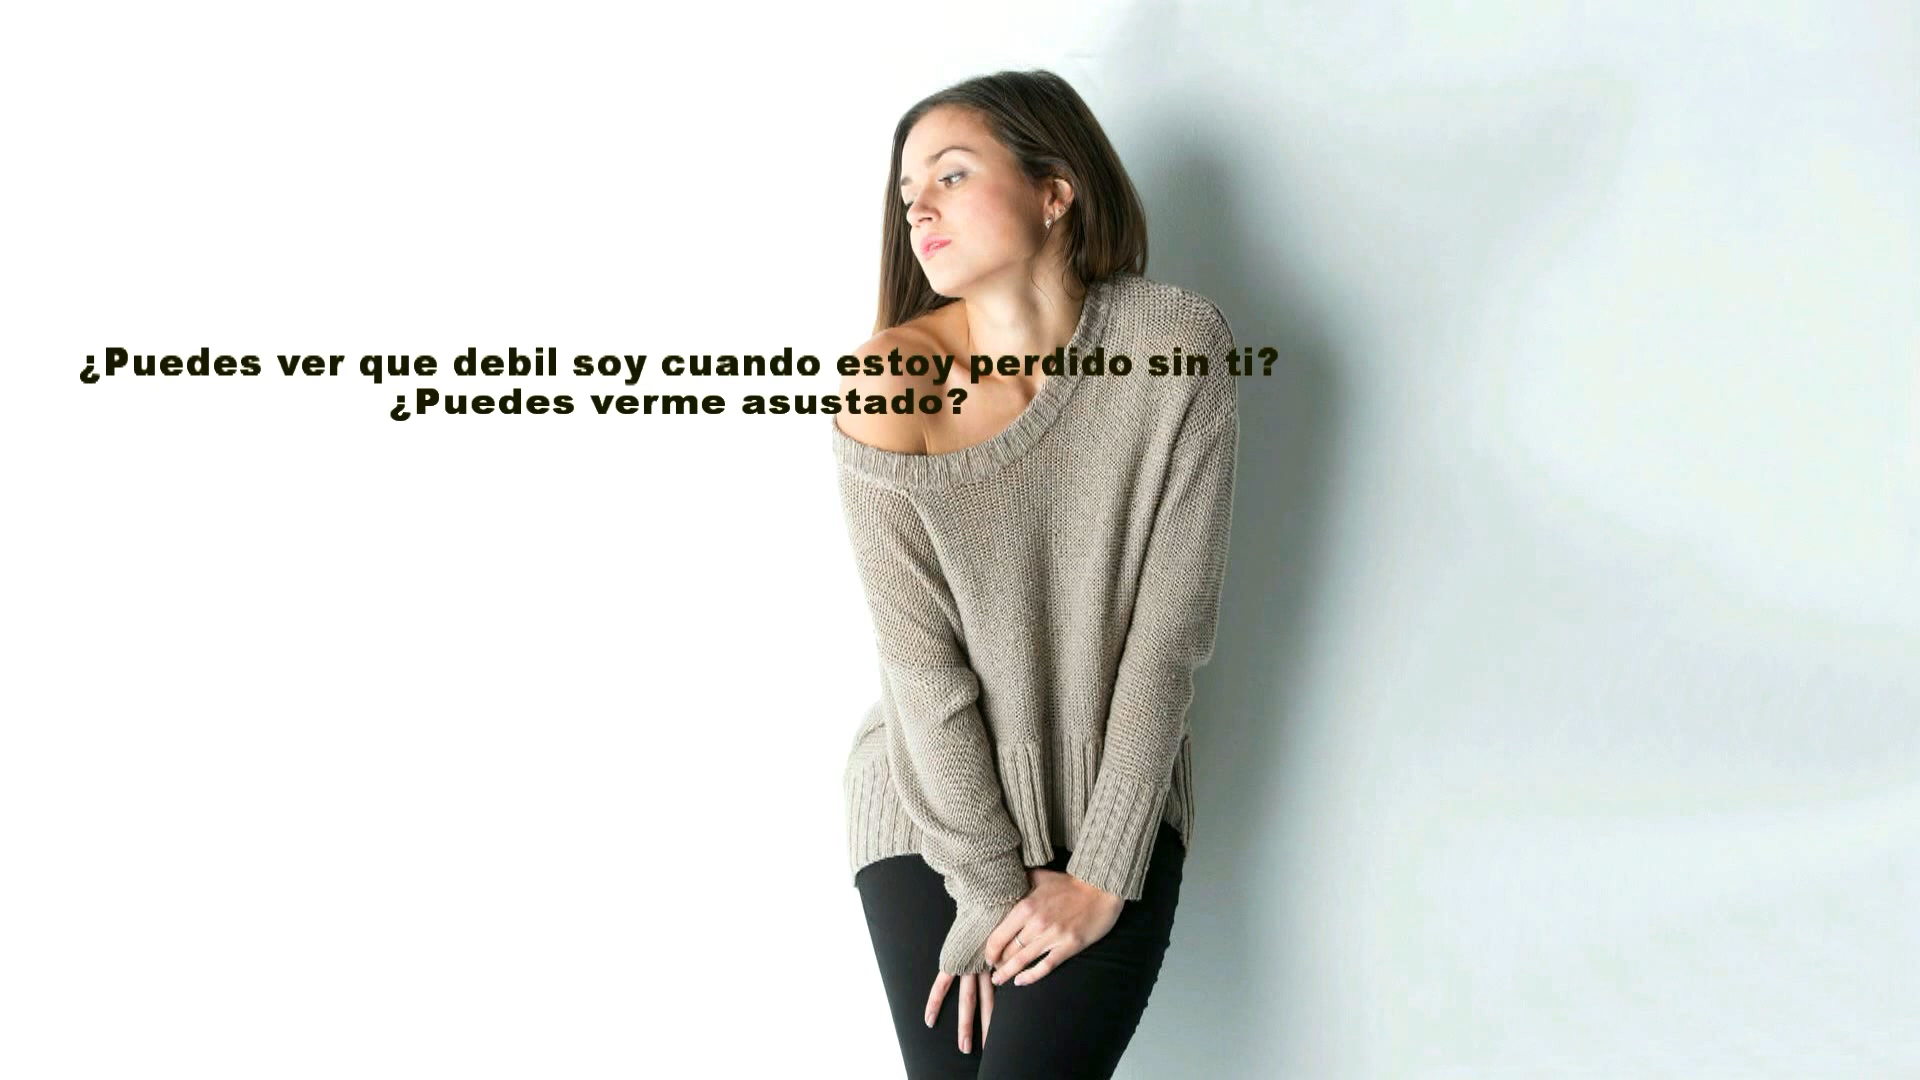 ¿Puedes ver que debil soy cuando estoy perdido sin ti?
¿Puedes verme asustado?